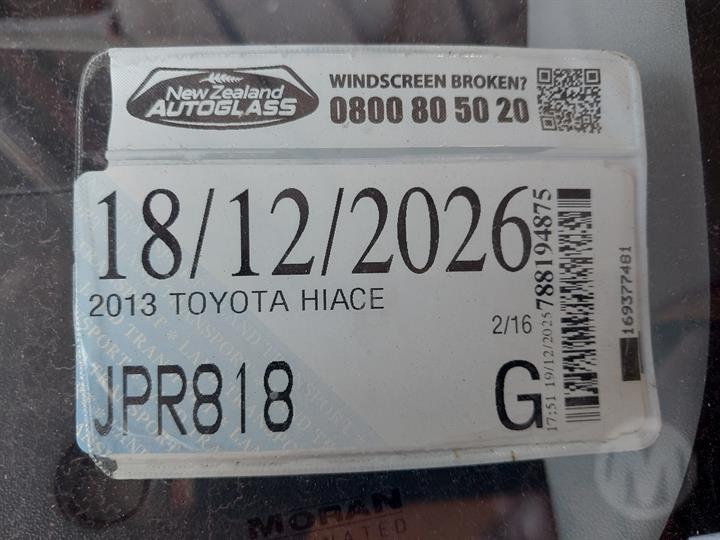 New Zealand
AUTOGLASS
WINDSCREEN BROKEN?
0800 80 50 20
18/12/2026
2013 TOYOTA HIACE
2/16
JPR818
G
17:51 19/12/2025 788194875
169377481
MORAN
M